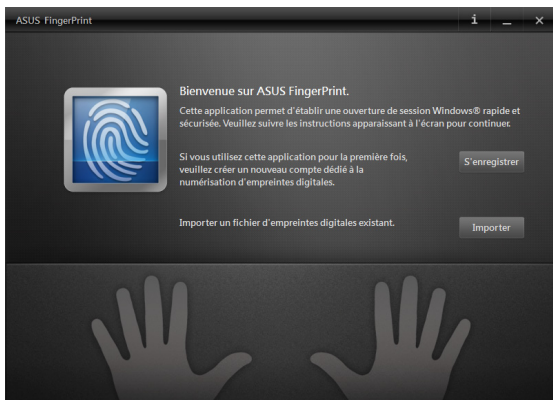 ASUS FingerPrint
Bienvenue sur ASUS FingerPrint.
Cette application permet d'établir une ouverture de session Windows® rapide et
sécurisée. Veuillez suivre les instructions apparaissant à l'écran pour continuer.
Si vous utilisez cette application pour la première fois,
veuillez créer un nouveau compte dédié à la
numérisation d'empreintes digitales.
S'enregistrer
Importer un fichier d'empreintes digitales existant.
Importer